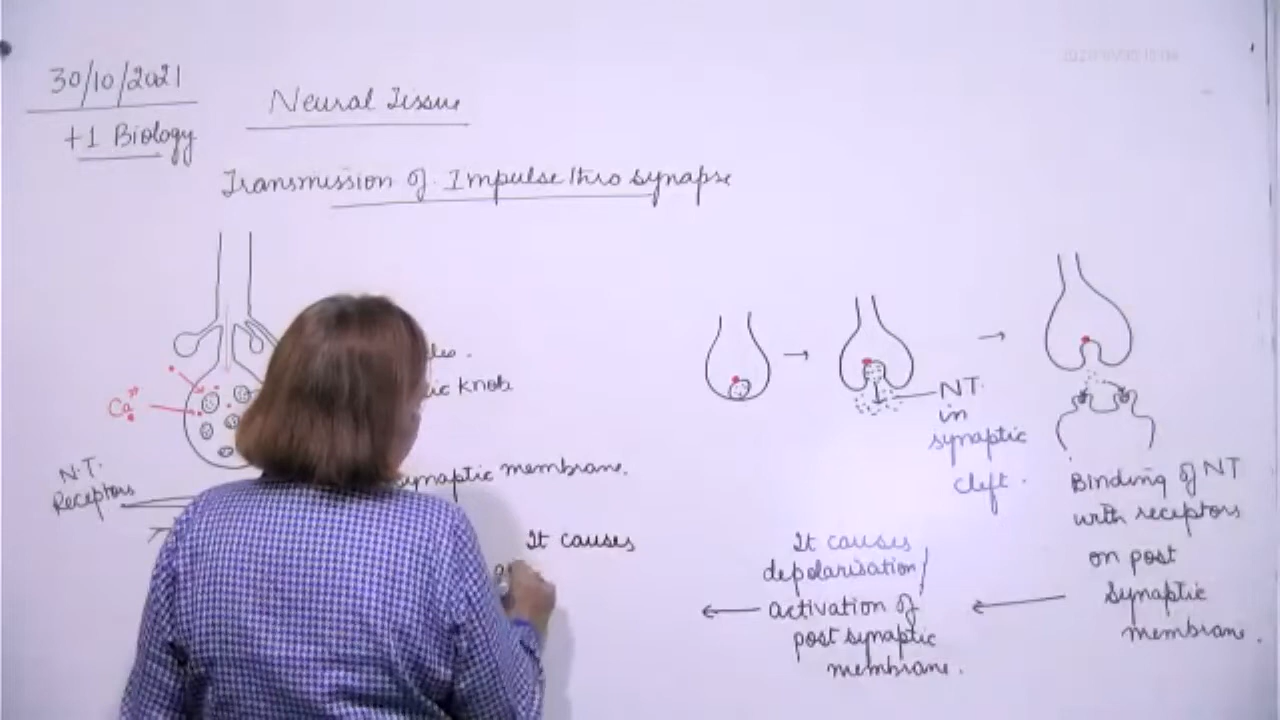 30/10/2021
+1 Biology
Neural Tissue
Transmission of Impulse thro synapse
Ca++
knob
N.T.
Receptors
synaptic membrane.
It causes
NT
in
synaptic
cleft.
Binding of NT
with receptors
on post
synaptic
membrane.
It causes
depolarisation/
activation of
post synaptic
membrane.